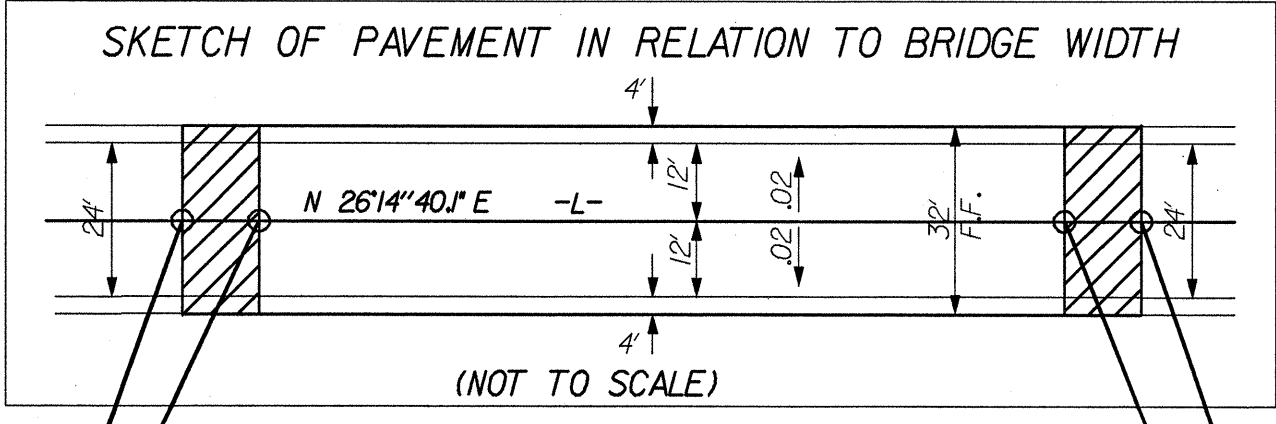 SKETCH OF PAVEMENT IN RELATION TO BRIDGE WIDTH
4'
24'
N 26°14''40.1" E
-L-
12'
12'
.02
.02
32'
F.F.
24'
4'
(NOT TO SCALE)